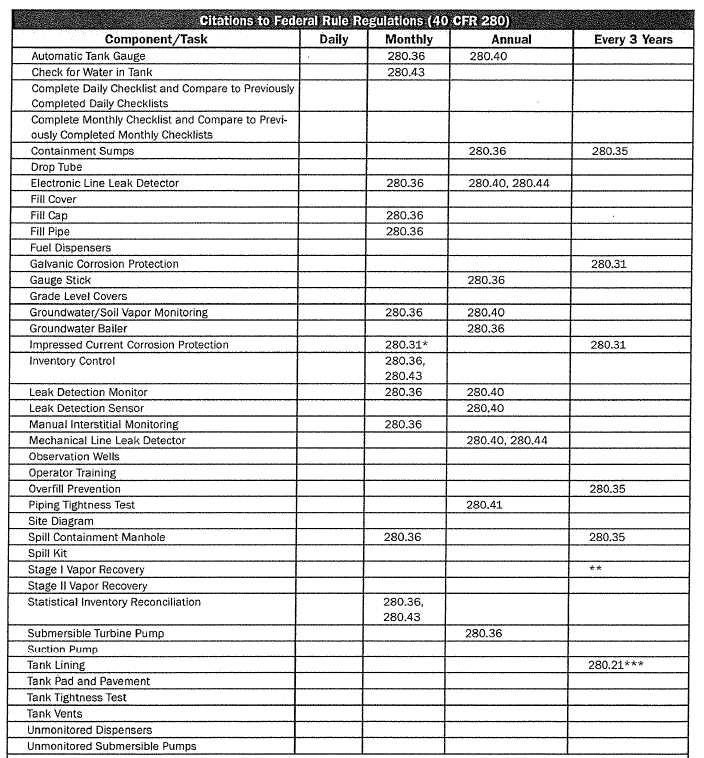 Citations to Federal Rule Regulations (40 CFR 280)
Component/Task Daily Monthly Annual Every 3 Years
Automatic Tank Gauge 280.36 280.40
Check for Water in Tank 280.43
Complete Daily Checklist and Compare to Previously
Completed Daily Checklists
Complete Monthly Checklist and Compare to Previ-
ously Completed Monthly Checklists
Containment Sumps 280.36 280.35
Drop Tube
Electronic Line Leak Detector 280.36 280.40, 280.44
Fill Cover
Fill Cap 280.36
Fill Pipe 280.36
Fuel Dispensers
Galvanic Corrosion Protection 280.31
Gauge Stick 280.36
Grade Level Covers
Groundwater/Soil Vapor Monitoring 280.36 280.40
Groundwater Bailer 280.36
Impressed Current Corrosion Protection 280.31* 280.31
Inventory Control 280.36,
280.43
Leak Detection Monitor 280.36 280.40
Leak Detection Sensor 280.40
Manual Interstitial Monitoring 280.36
Mechanical Line Leak Detector 280.40, 280.44
Observation Wells
Operator Training
Overfill Prevention 280.35
Piping Tightness Test 280.41
Site Diagram
Spill Containment Manhole 280.36 280.35
Spill Kit
Stage I Vapor Recovery **
Stage II Vapor Recovery
Statistical Inventory Reconciliation 280.36,
280.43
Submersible Turbine Pump 280.36
Suction Pump
Tank Lining 280.21***
Tank Pad and Pavement
Tank Tightness Test
Tank Vents
Unmonitored Dispensers
Unmonitored Submersible Pumps